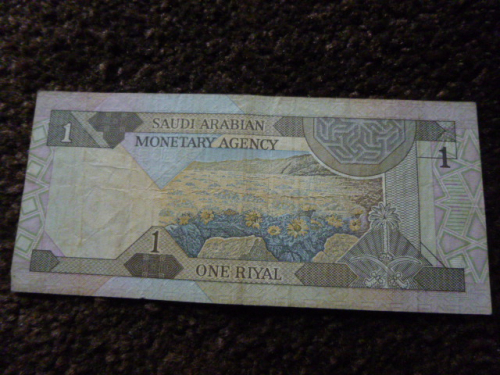 1
SAUDI ARABIAN
MONETARY AGENCY
1
1
ONE RIYAL